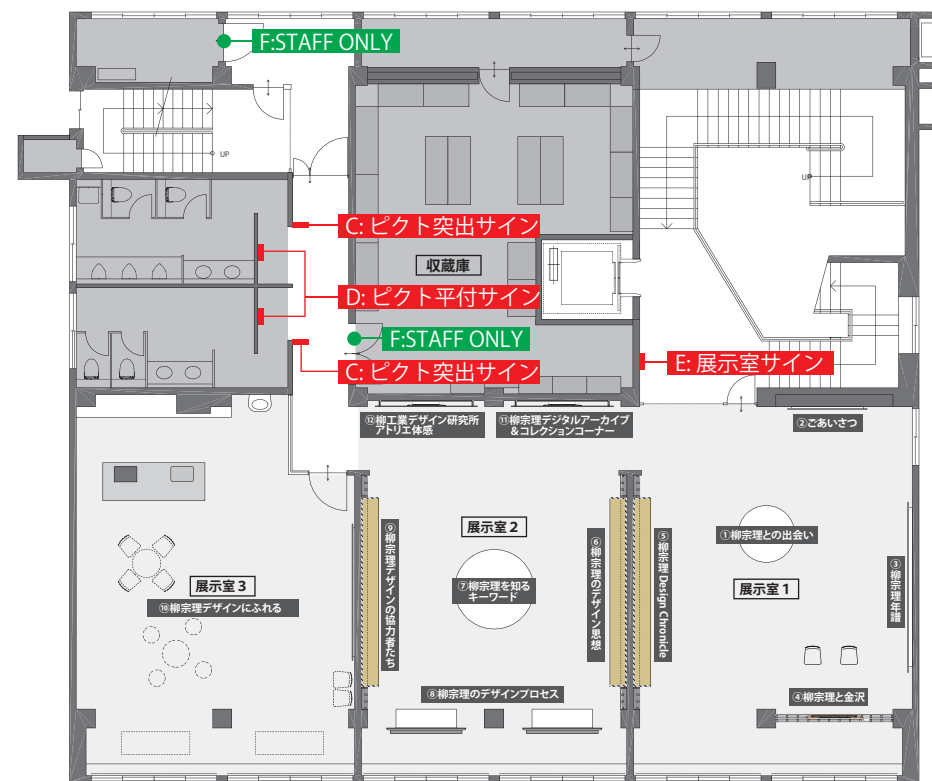 F:STAFF ONLY
UP
UP
C: ピクト突出サイン
収蔵庫
D: ピクト平付サイン
F:STAFF ONLY
C: ピクト突出サイン
E: 展示室サイン
⑫柳工業デザイン研究所
アトリエ体感
⑪柳宗理デジタルアーカイブ
&コレクションコーナー
②ごあいさつ
展示室 3
⑩柳宗理デザインにふれる
⑨柳宗理デザインの協力者たち
展示室 2
⑦柳宗理を知る
キーワード
⑧柳宗理のデザインプロセス
⑥柳宗理のデザイン思想
⑤柳宗理 Design Chronicle
①柳宗理との出会い
展示室 1
③柳宗理年譜
④柳宗理と金沢